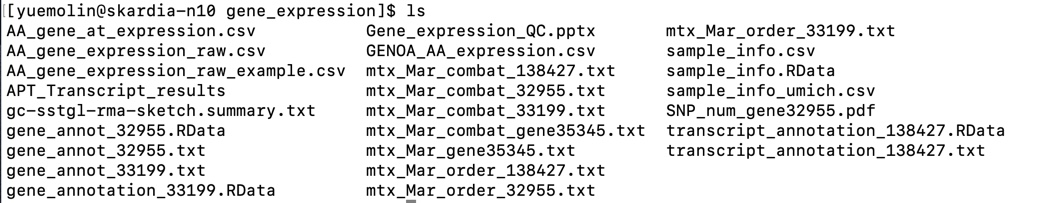 [yuemolin@skardia-n10 gene_expression]$ ls
AA_gene_at_expression.csv Gene_expression_QC.pptx mtx_Mar_order_33199.txt
AA_gene_expression_raw.csv GENOA_AA_expression.csv sample_info.csv
AA_gene_expression_raw_example.csv mtx_Mar_combat_138427.txt sample_info.RData
APT_Transcript_results mtx_Mar_combat_32955.txt sample_info_umich.csv
gc-sstgl-rma-sketch.summary.txt mtx_Mar_combat_33199.txt SNP_num_gene32955.pdf
gene_annot_32955.RData mtx_Mar_combat_gene35345.txt transcript_annotation_138427.RData
gene_annot_32955.txt mtx_Mar_gene35345.txt transcript_annotation_138427.txt
gene_annot_33199.txt mtx_Mar_order_138427.txt
gene_annotation_33199.RData mtx_Mar_order_32955.txt